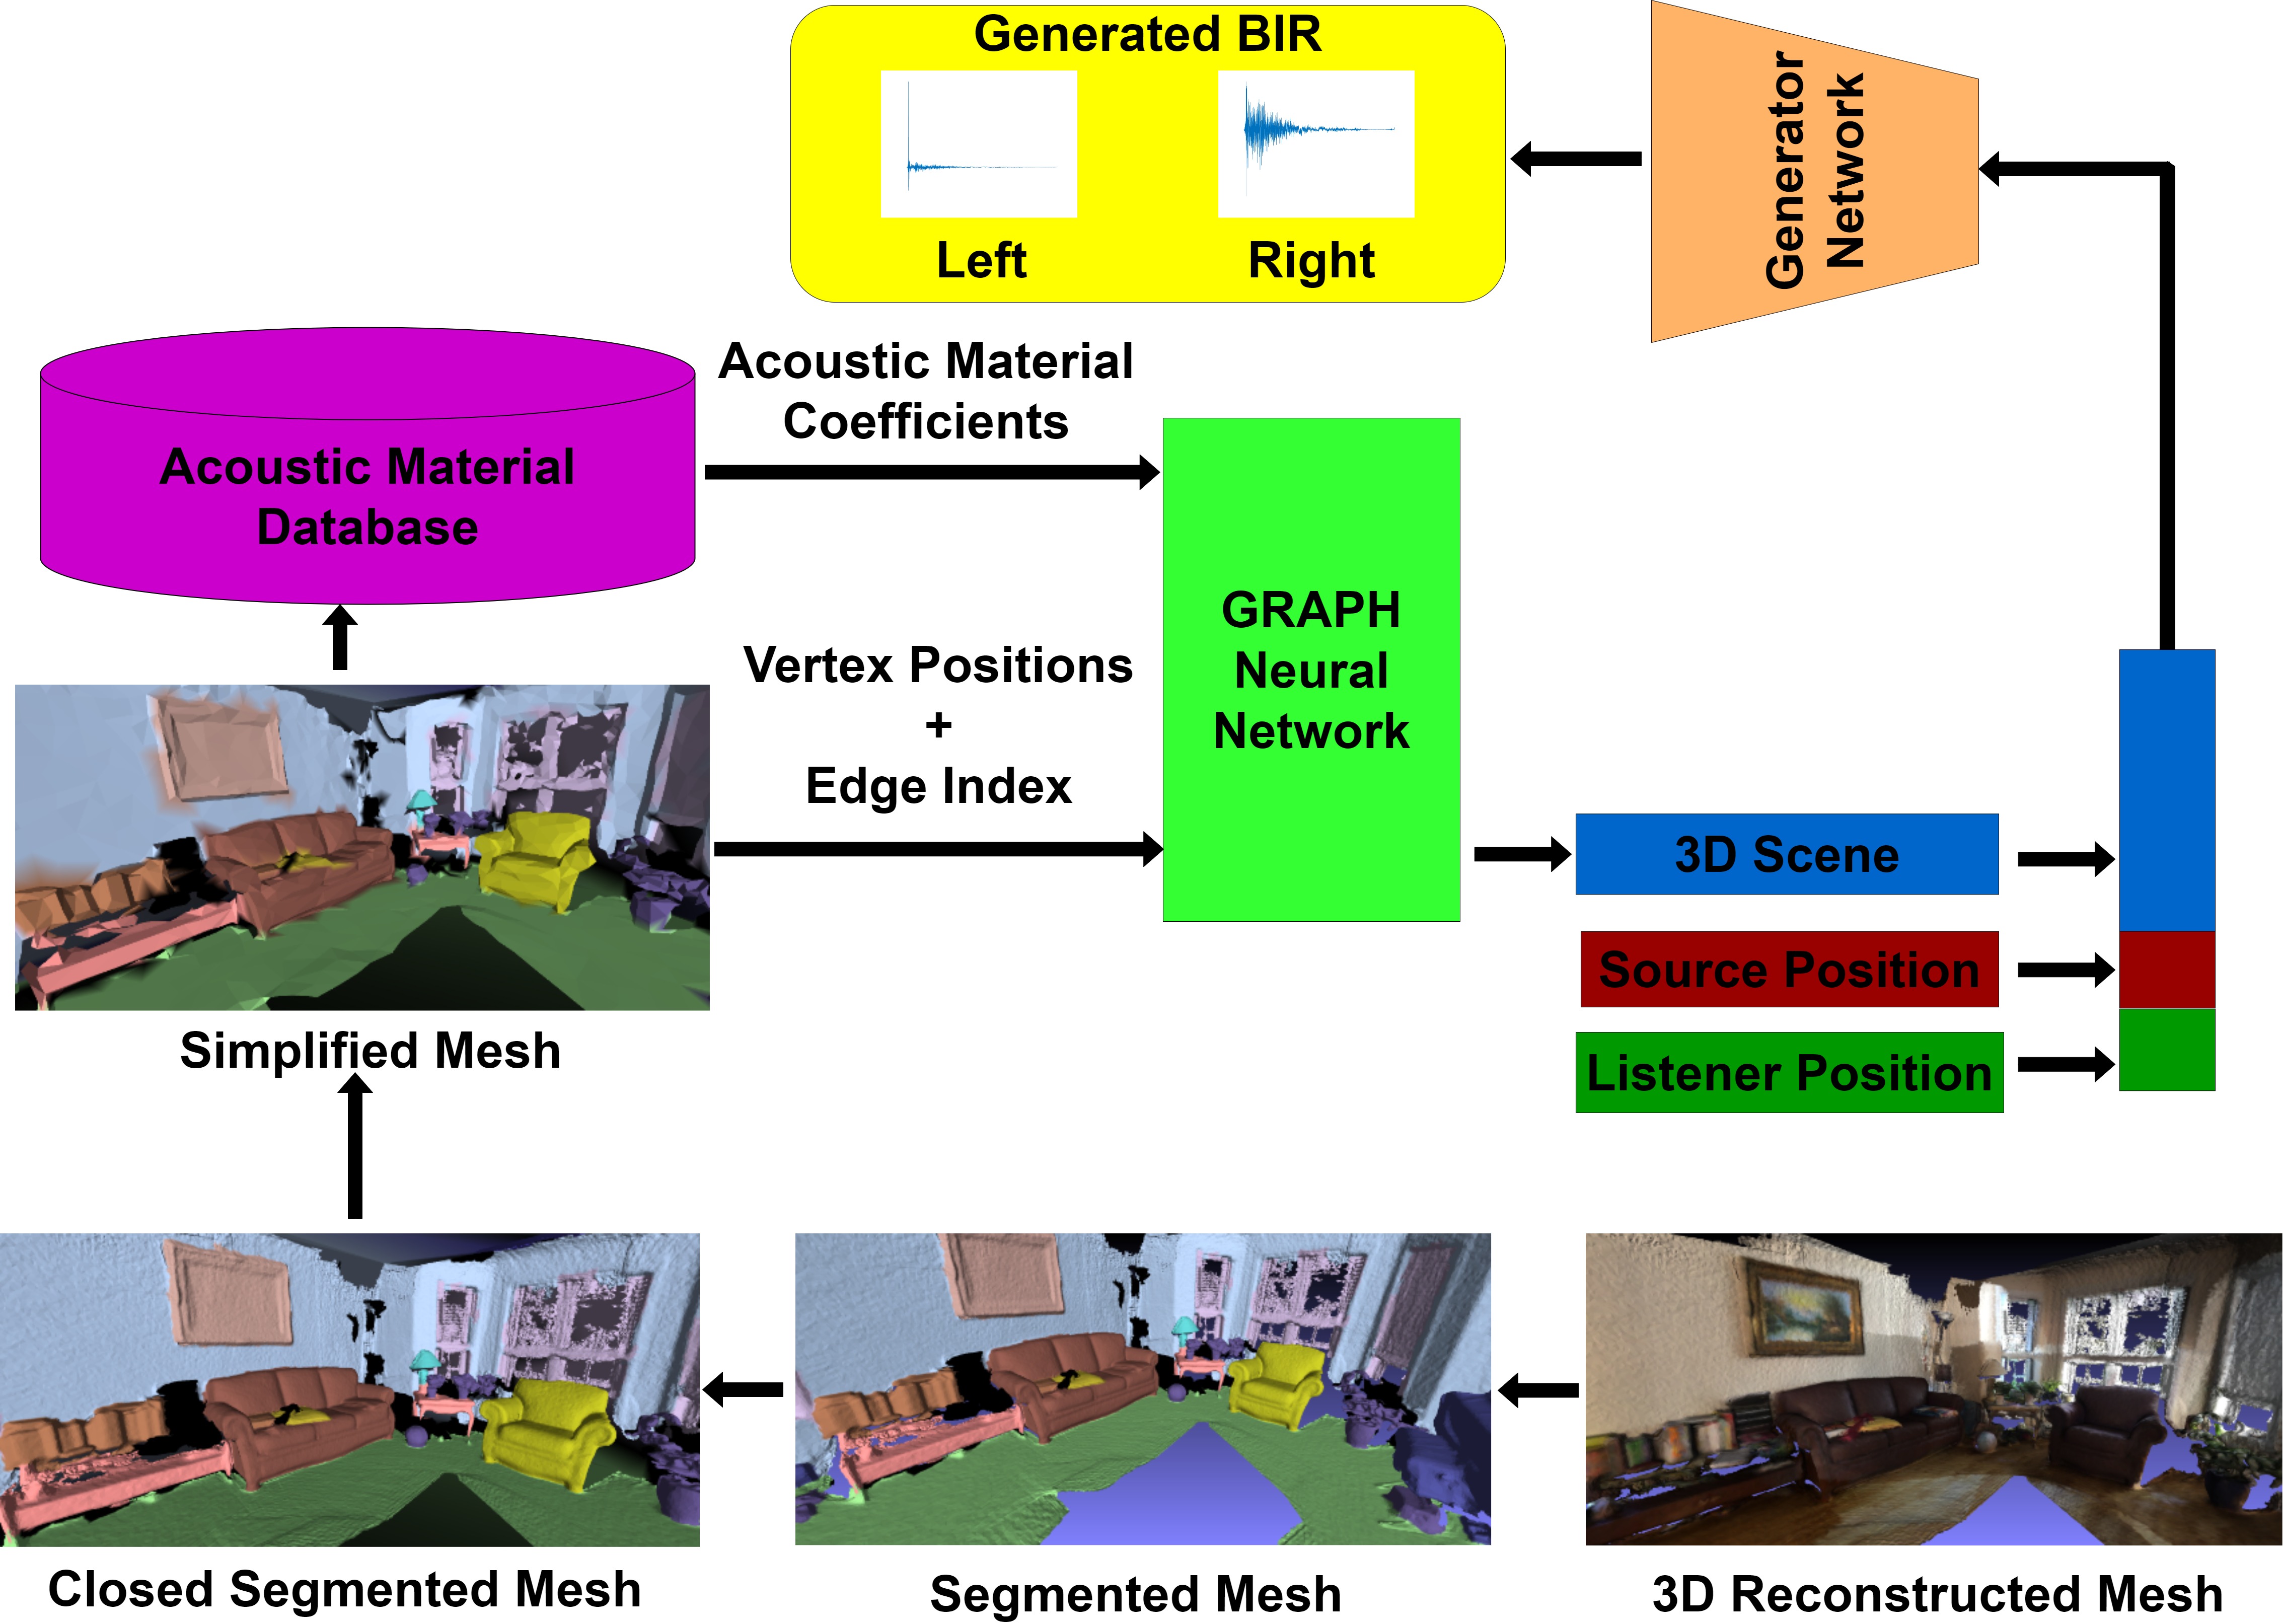 Generated BIR
Left
Right
Generator
Network
Acoustic Material
Coefficients
Acoustic Material
Database
GRAPH
Neural
Network
Vertex Positions
+
Edge Index
3D Scene
Source Position
Listener Position
Simplified Mesh
Closed Segmented Mesh
Segmented Mesh
3D Reconstructed Mesh